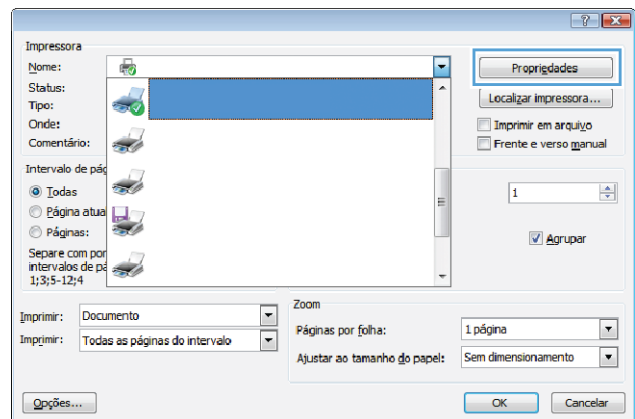 Impressora
Nome:
Propriedades
Status:
Tipo:
Localizar impressora...
Onde:
Imprimir em arquivo
Comentário:
Frente e verso manual
Intervalo de pág
Todas
1
Página atua
Páginas:
Agrupar
Separe com por
intervalos de pá
1;3;5-12;4
Imprimir: Documento
Imprimir: Todas as páginas do intervalo
Zoom
Páginas por folha: 1 página
Ajustar ao tamanho do papel: Sem dimensionamento
Opções...
OK
Cancelar